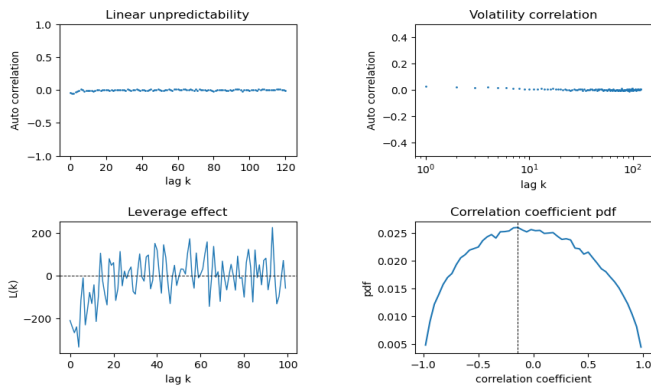 Linear unpredictability
1.0
0.5
0.0
−0.5
−1.0
Auto correlation
0 20 40 60 80 100 120
lag k
Volatility correlation
0.4
0.2
0.0
−0.2
−0.4
Auto correlation
10⁰ 10¹ 10²
lag k
Leverage effect
200
0
−200
L(k)
0 20 40 60 80 100
lag k
Correlation coefficient pdf
0.025
0.020
0.015
0.010
0.005
pdf
−1.0 −0.5 0.0 0.5 1.0
correlation coefficient